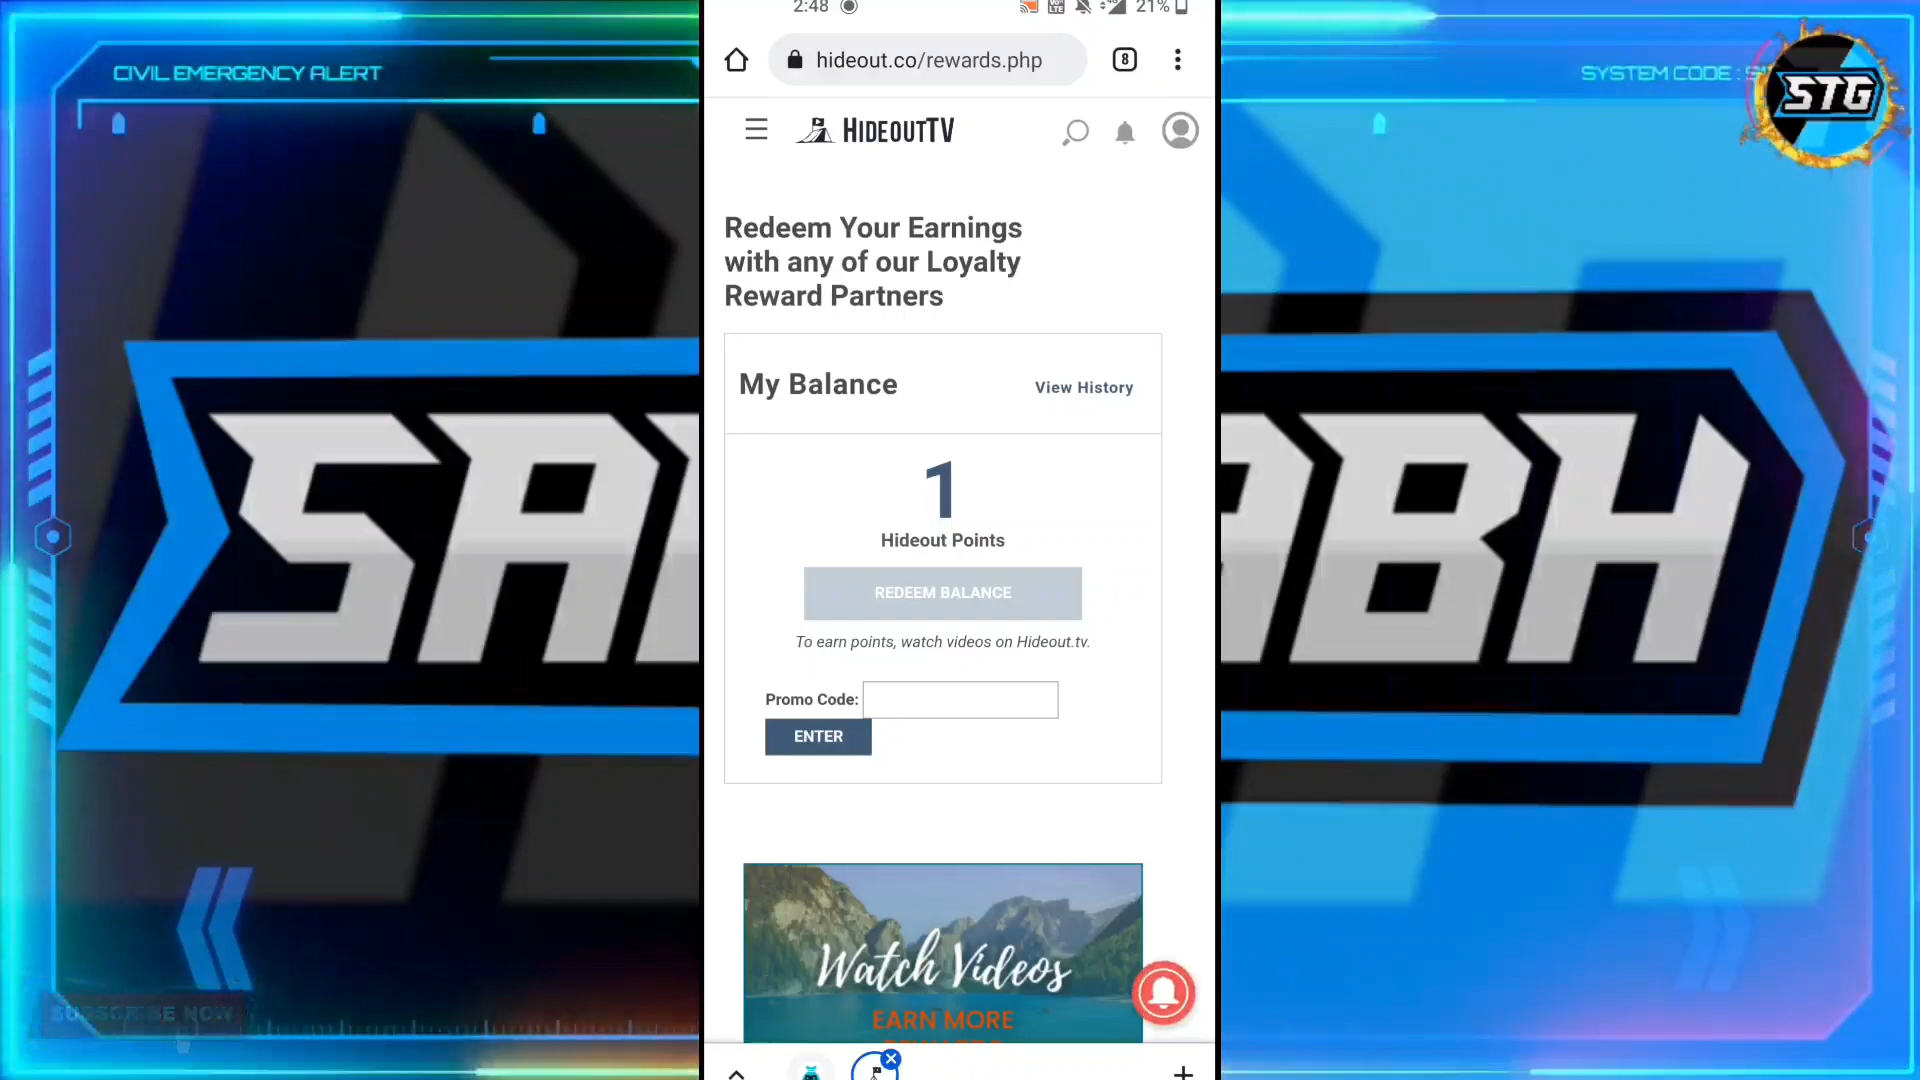 2:48
21%
CIVIL EMERGENCY ALERT
SYSTEM CODE : S
STG
hideout.co/rewards.php
8
HIDEOUTTV
Redeem Your Earnings
with any of our Loyalty
Reward Partners
My Balance
View History
1
Hideout Points
REDEEM BALANCE
To earn points, watch videos on Hideout.tv.
Promo Code:
ENTER
Watch Videos
EARN MORE
SUBSCRIBE NOW